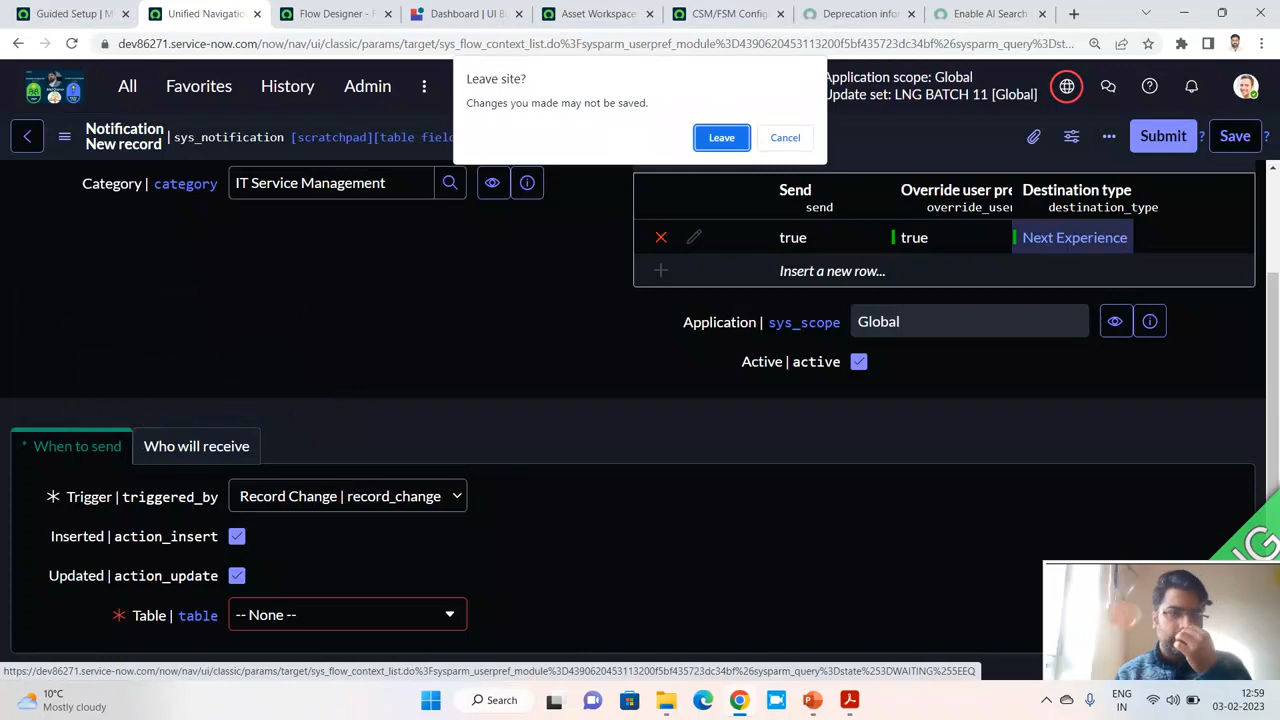 Guided Setup | N
Unified Navigatio
Flow Designer - F
Dashboard | UI Bu
Asset Workspace
CSM/FSM Config
Deprecation infor
Enable AI Search
dev86271.service-now.com/now/nav/ui/classic/params/target/sys_flow_context_list.do%3Fsysparm_userpref_module%3D4390620453113200f5bf435723dc34bf%26sysparm_query%3Dst...
All
Favorites
History
Admin
Leave site?
Changes you made may not be saved.
Leave
Cancel
Application scope: Global
Update set: LNG BATCH 11 [Global]
Notification
New record
sys_notification [scratchpad][table field
Submit
?
Save
?
Category | category
IT Service Management
Send
send
Override user pre
override_user
Destination type
destination_type
true
true
Next Experience
Insert a new row...
Application | sys_scope
Global
Active | active
* When to send
Who will receive
Trigger | triggered_by
Record Change | record_change
Inserted | action_insert
Updated | action_update
Table | table
-- None --
NG
https://dev86271.service-now.com/now/nav/ui/classic/params/target/sys_flow_context_list.do%3Fsysparm_userpref_module%3D4390620453113200f5bf435723dc34bf%26sysparm_query%3Dstate%253DWAITING%255EEQ
10°C
Mostly cloudy
Search
ENG
IN
12:59
03-02-2023